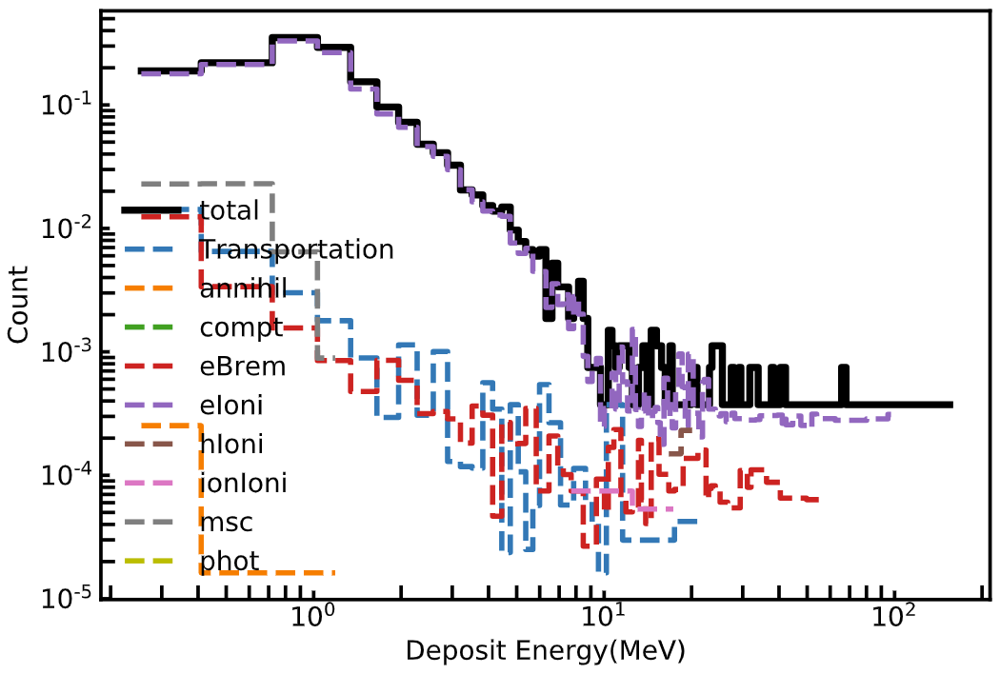 10⁻¹
10⁻²
10⁻³
10⁻⁴
10⁻⁵
Count
total
Transportation
annihil
compt
eBrem
eIoni
hIoni
ionIoni
msc
phot
10⁰
10¹
10²
Deposit Energy(MeV)